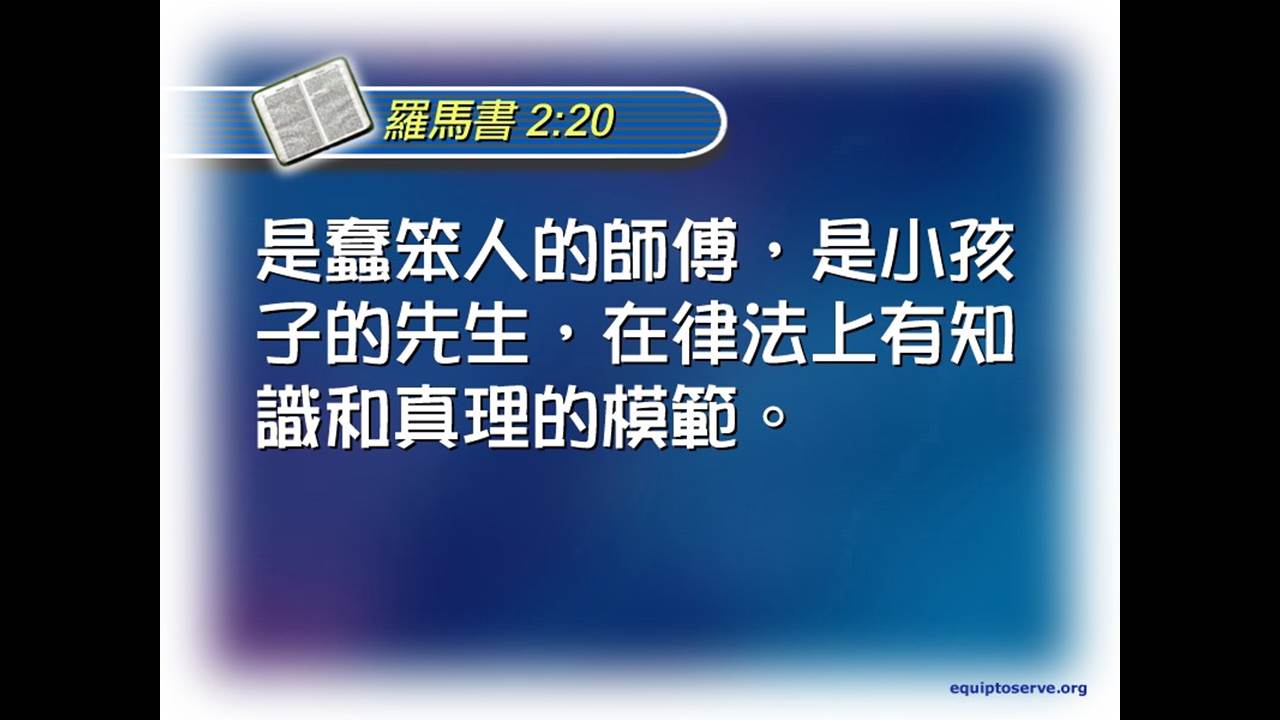 羅馬書 2:20
是蠢笨人的師傅，是小孩
子的先生，在律法上有知
識和真理的模範。
equiptoserve.org